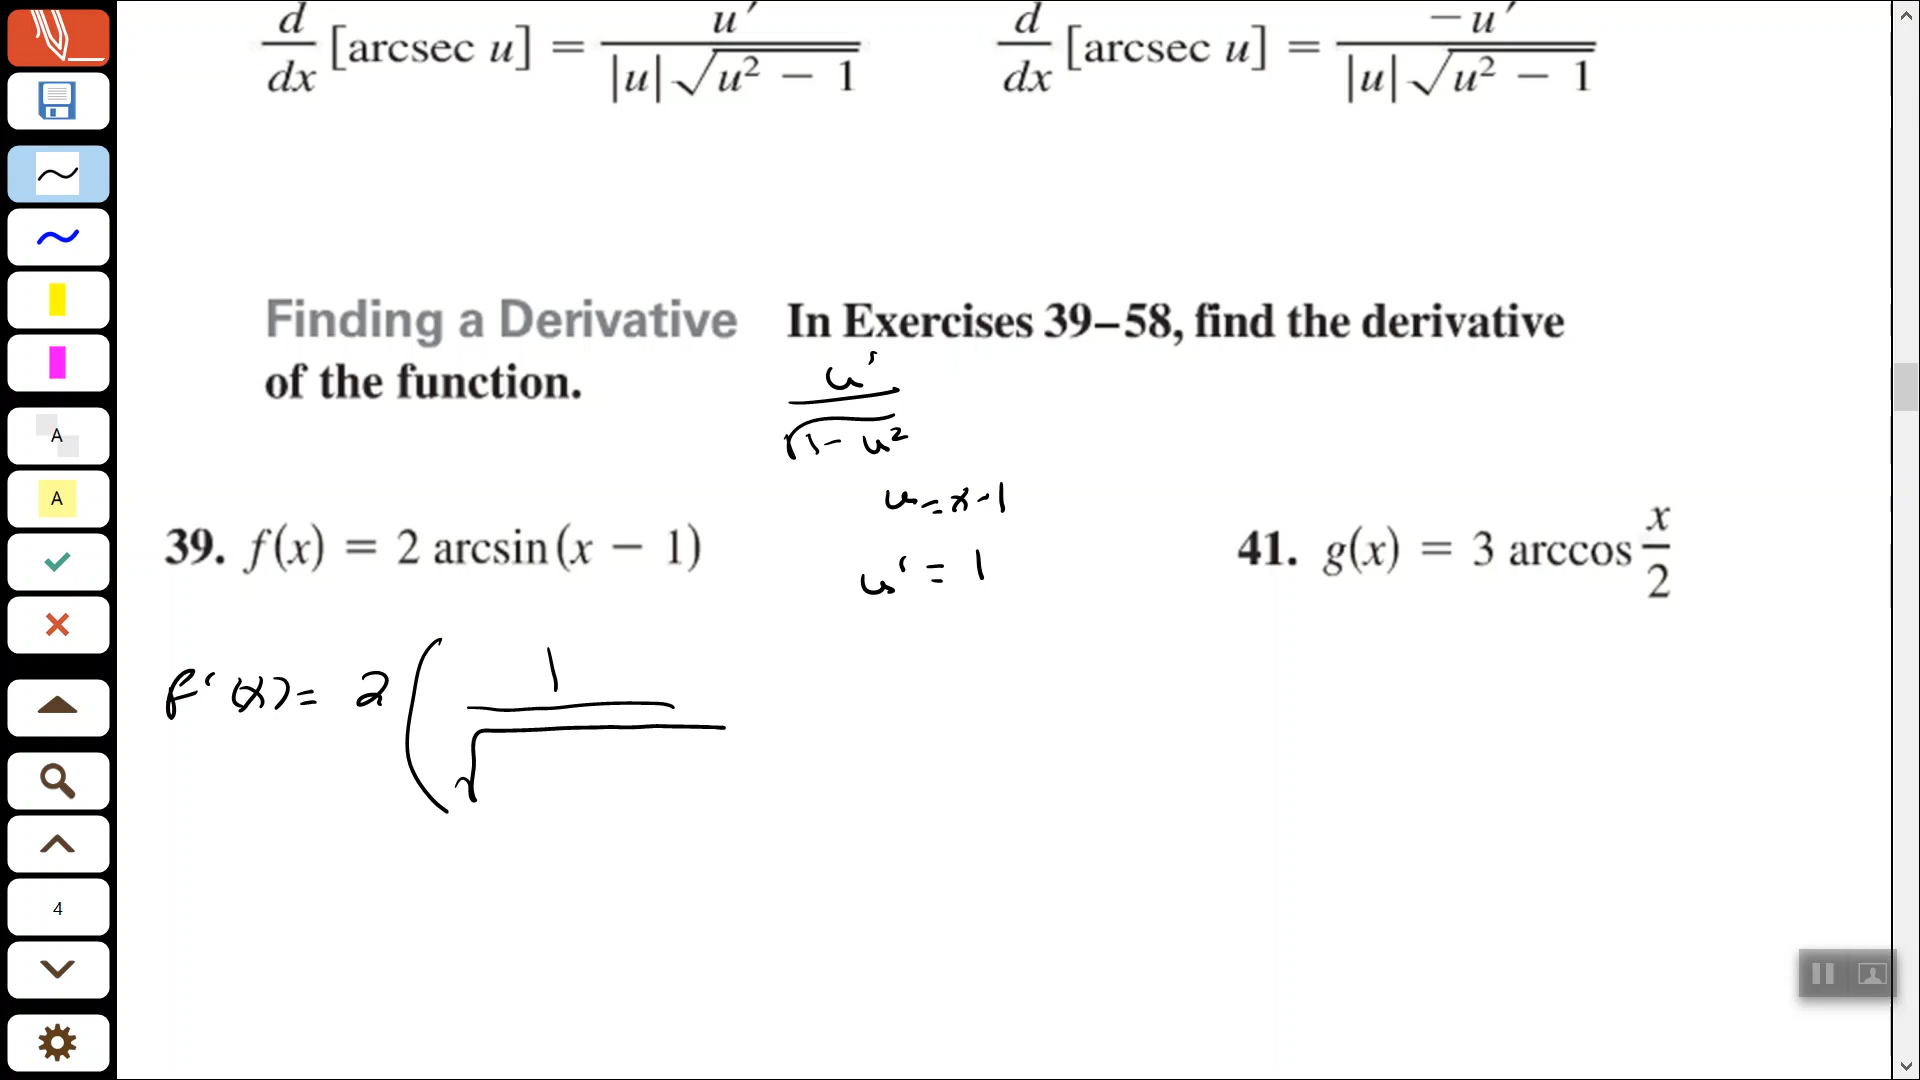 d/dx [arcsec u] = u′ / |u|√(u² − 1)    d/dx [arcsec u] = −u′ / |u|√(u² − 1)
Finding a Derivative In Exercises 39–58, find the derivative
of the function.
u' / √(1 - u²)
u = x - 1
39. f(x) = 2 arcsin(x − 1)
u' = 1
41. g(x) = 3 arccos x/2
f'(x) = 2 ( 1 / √
A
A
4